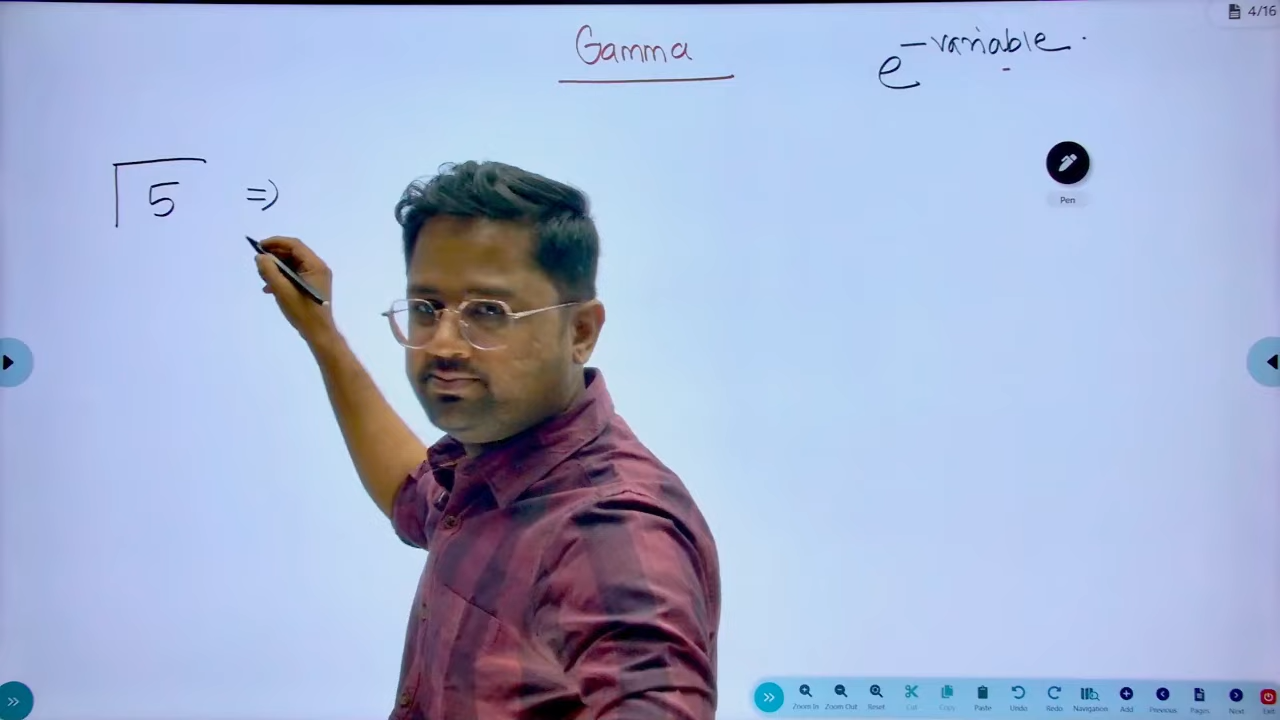 4/16
Gamma
e^-variable.
Γ5 ⇒
Pen
Zoom In Zoom Out Reset Cut Copy Paste Undo Redo Navigation Add Previous Pages Next Exit